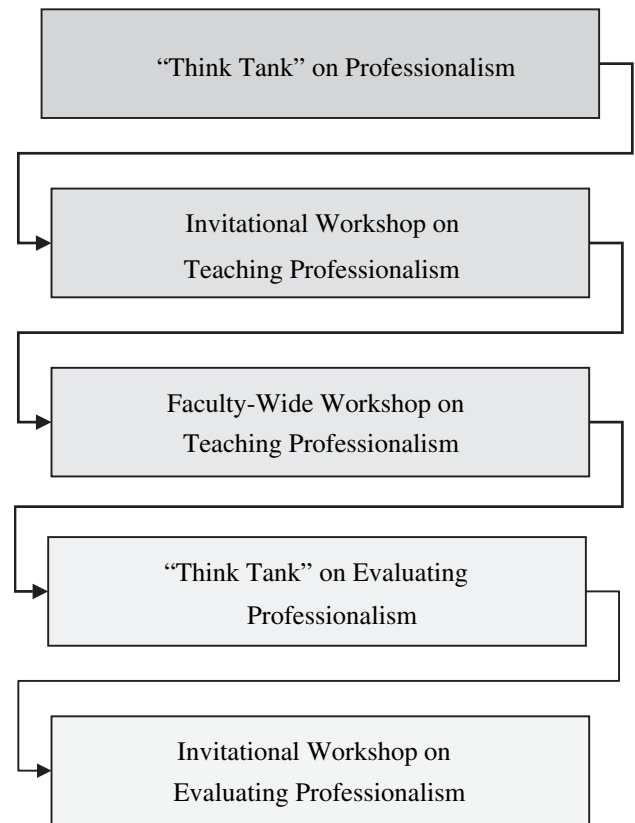 “Think Tank” on Professionalism
Invitational Workshop on
Teaching Professionalism
Faculty-Wide Workshop on
Teaching Professionalism
“Think Tank” on Evaluating
Professionalism
Invitational Workshop on
Evaluating Professionalism